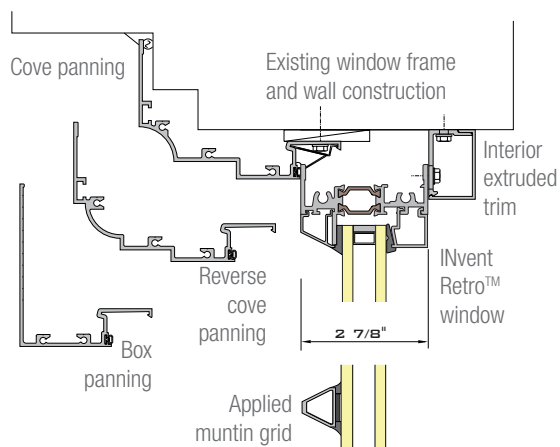 Cove panning
Existing window frame
and wall construction
Interior
extruded
trim
INvent
Retro™
window
Reverse
cove
panning
Box
panning
2 7/8"
Applied
muntin grid